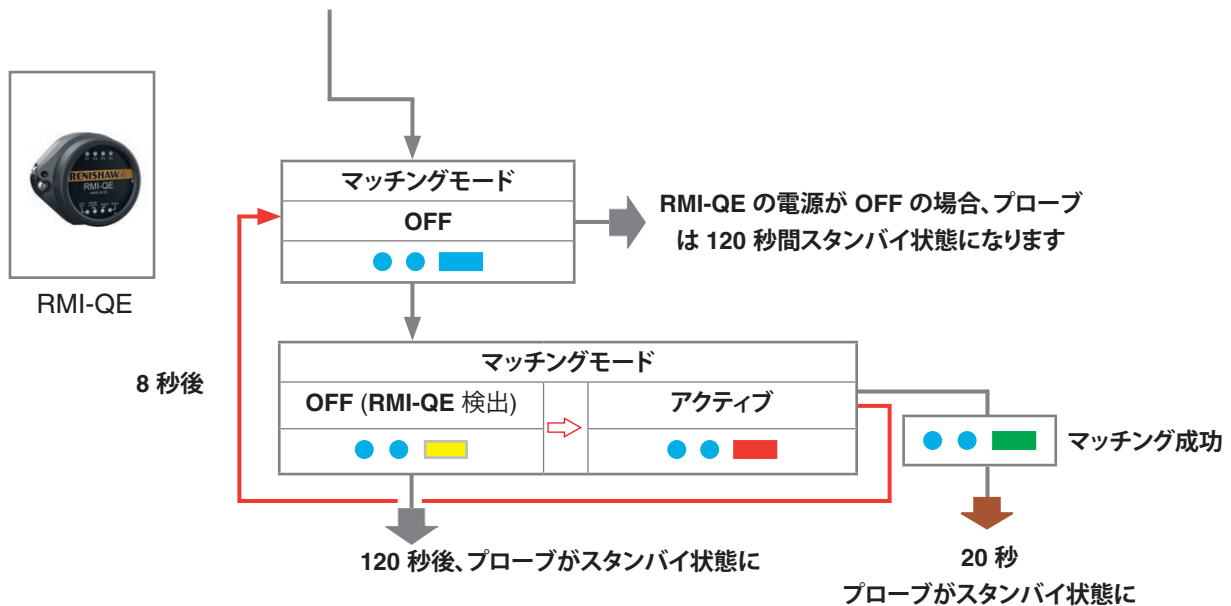 マッチングモード
OFF
RMI-QE の電源が OFF の場合、プローブ
は 120 秒間スタンバイ状態になります
RENISHAW
RMI-QE
RMI-QE
8 秒後
マッチングモード
OFF (RMI-QE 検出)
アクティブ
マッチング成功
120 秒後、プローブがスタンバイ状態に
20 秒
プローブがスタンバイ状態に